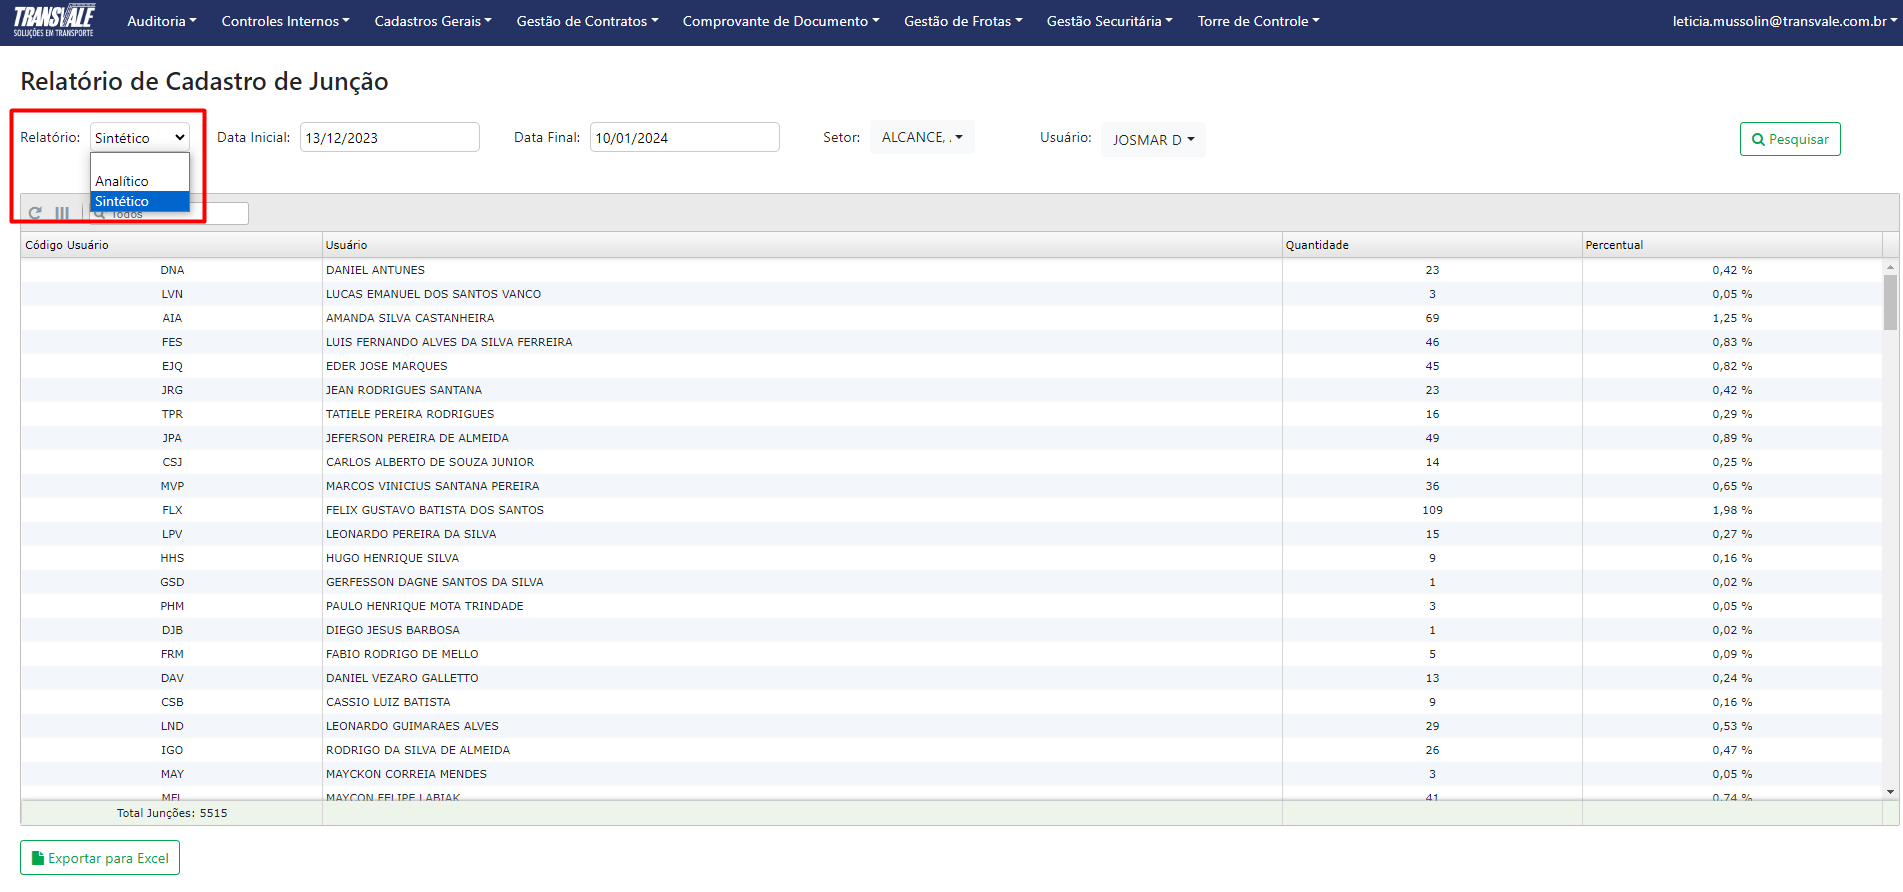 TRANSVALE
SOLUÇÕES EM TRANSPORTE
Auditoria Controles Internos Cadastros Gerais Gestão de Contratos Comprovante de Documento Gestão de Frotas Gestão Securitária Torre de Controle leticia.mussolin@transvale.com.br
Relatório de Cadastro de Junção
Relatório: Sintético Data Inicial: 13/12/2023 Data Final: 10/01/2024 Setor: ALCANCE, . Usuário: JOSMAR D Pesquisar
Analítico
Sintético
Todos
Código Usuário Usuário Quantidade Percentual
DNA DANIEL ANTUNES 23 0,42 %
LVN LUCAS EMANUEL DOS SANTOS VANCO 3 0,05 %
AIA AMANDA SILVA CASTANHEIRA 69 1,25 %
FES LUIS FERNANDO ALVES DA SILVA FERREIRA 46 0,83 %
EJQ EDER JOSE MARQUES 45 0,82 %
JRG JEAN RODRIGUES SANTANA 23 0,42 %
TPR TATIELE PEREIRA RODRIGUES 16 0,29 %
JPA JEFERSON PEREIRA DE ALMEIDA 49 0,89 %
CSJ CARLOS ALBERTO DE SOUZA JUNIOR 14 0,25 %
MVP MARCOS VINICIUS SANTANA PEREIRA 36 0,65 %
FLX FELIX GUSTAVO BATISTA DOS SANTOS 109 1,98 %
LPV LEONARDO PEREIRA DA SILVA 15 0,27 %
HHS HUGO HENRIQUE SILVA 9 0,16 %
GSD GERFESSON DAGNE SANTOS DA SILVA 1 0,02 %
PHM PAULO HENRIQUE MOTA TRINDADE 3 0,05 %
DJB DIEGO JESUS BARBOSA 1 0,02 %
FRM FABIO RODRIGO DE MELLO 5 0,09 %
DAV DANIEL VEZARO GALLETTO 13 0,24 %
CSB CASSIO LUIZ BATISTA 9 0,16 %
LND LEONARDO GUIMARAES ALVES 29 0,53 %
IGO RODRIGO DA SILVA DE ALMEIDA 26 0,47 %
MAY MAYCKON CORREIA MENDES 3 0,05 %
MAYCON FELIPE LABIAK 41 0,74 %
Total Junções: 5515
Exportar para Excel